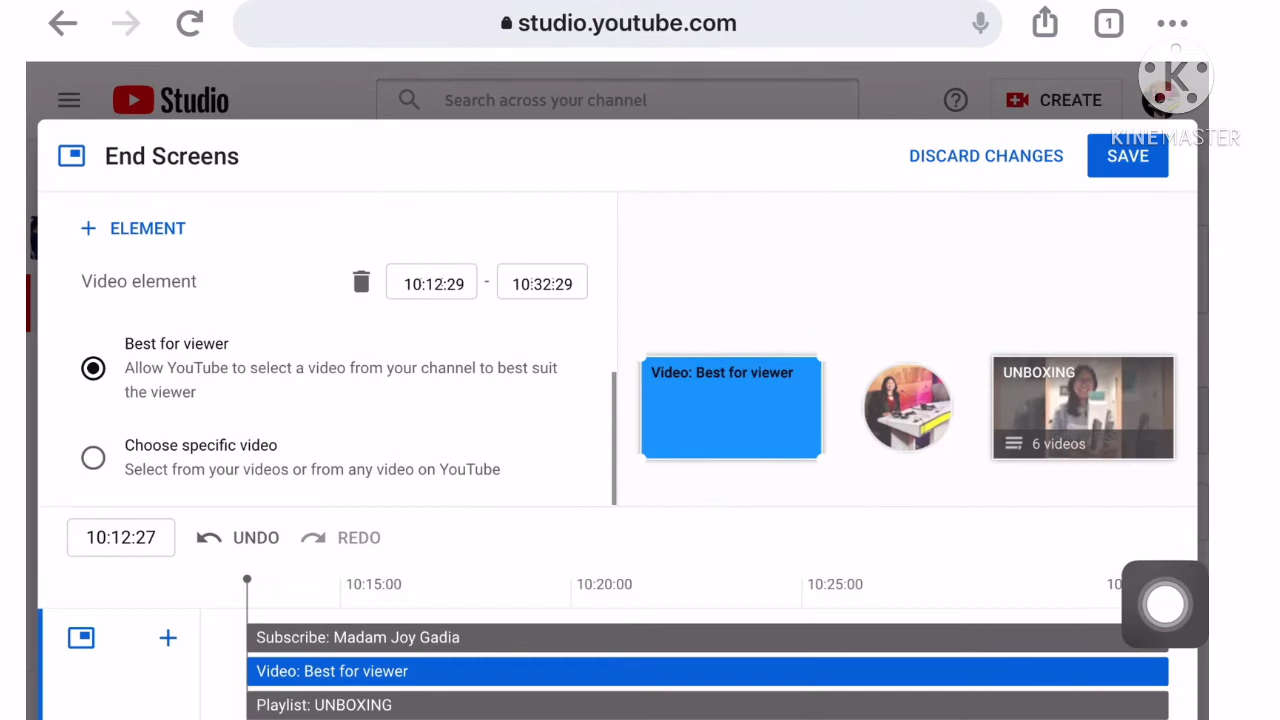 studio.youtube.com
1
Studio
Search across your channel
CREATE
K
KINEMASTER
End Screens
DISCARD CHANGES
SAVE
+ ELEMENT
Video element
10:12:29 - 10:32:29
Best for viewer
Allow YouTube to select a video from your channel to best suit
the viewer
Choose specific video
Select from your videos or from any video on YouTube
Video: Best for viewer
UNBOXING
6 videos
10:12:27
UNDO
REDO
10:15:00
10:20:00
10:25:00
10
Subscribe: Madam Joy Gadia
Video: Best for viewer
Playlist: UNBOXING